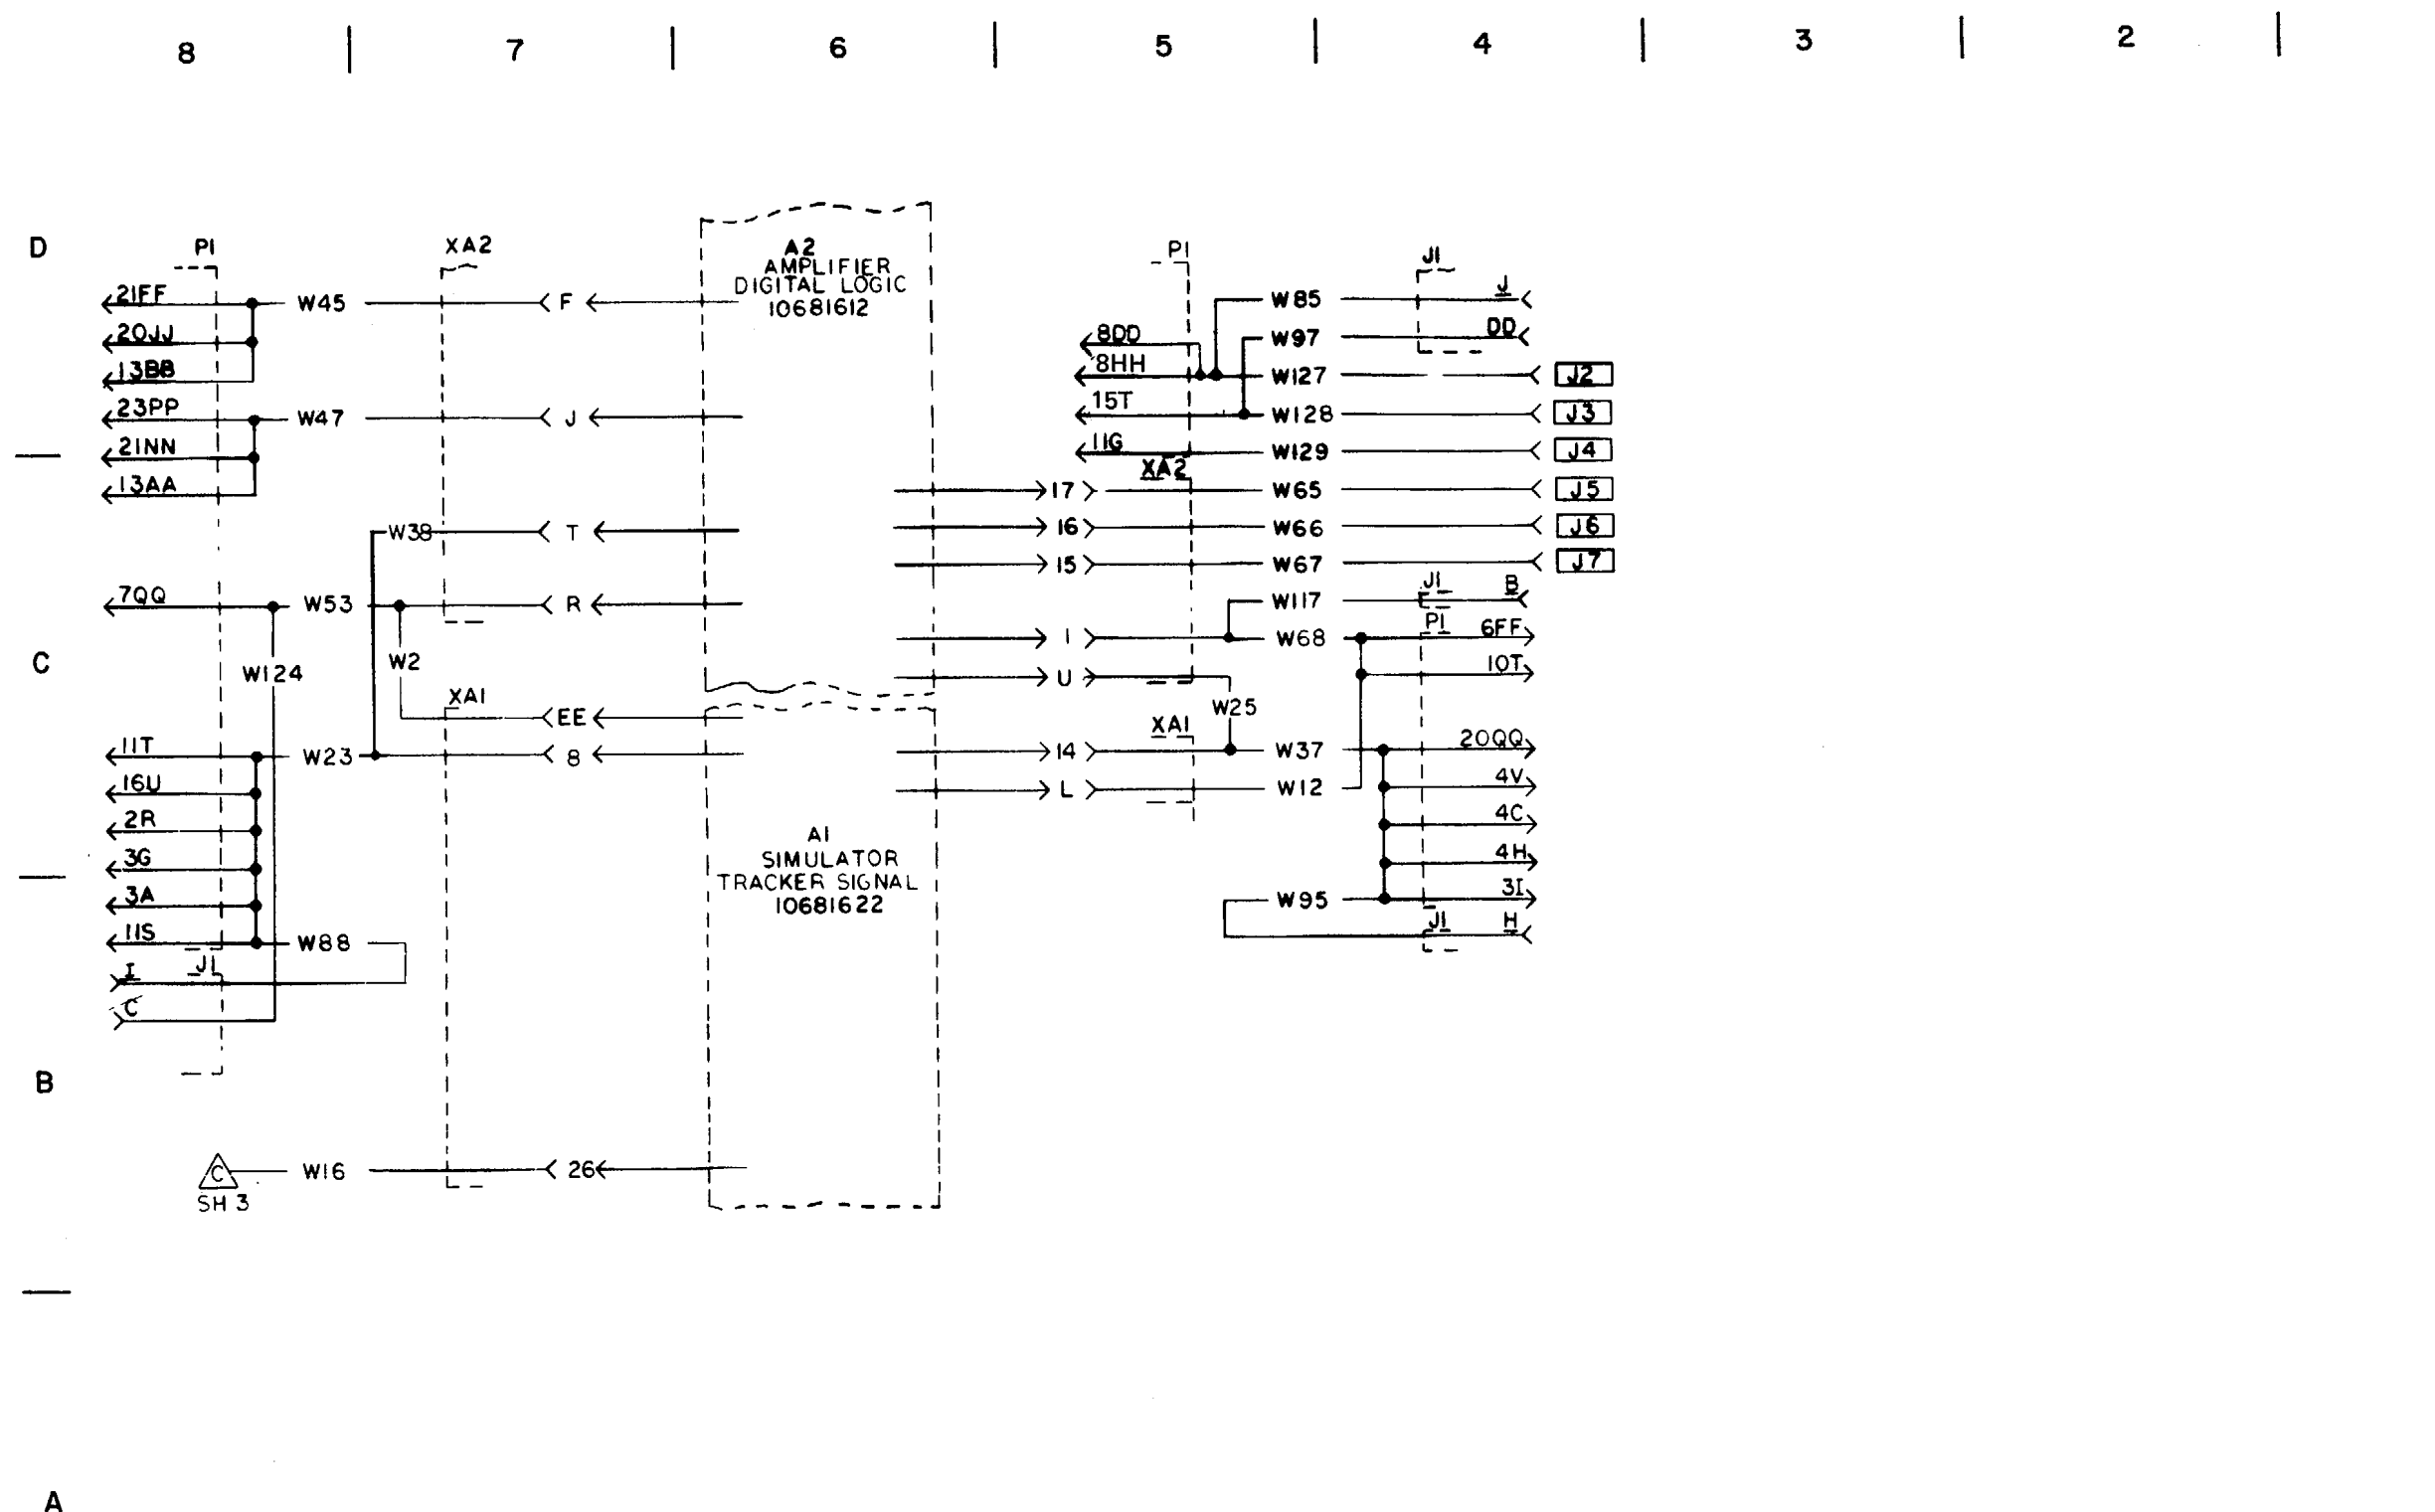 8 7 6 5 4 3 2
D
P1
XA2
A2
AMPLIFIER
DIGITAL LOGIC
10681612
P1
J1
21FF
W45
F
20JJ
13BB
23PP
W47
J
21NN
13AA
W38
T
7QQ
W53
R
W2
W124
C
XA1
EE
11T
W23
8
16U
2R
3G
3A
11S
W88
J1
I
C
B
C
SH 3
W16
26
A1
SIMULATOR
TRACKER SIGNAL
10681622
W85
J
W97
DD
8DD
8HH
W127
J2
15T
W128
J3
11G
W129
J4
XA2
17
W65
J5
16
W66
J6
15
W67
J7
W117
J1
B
P1
1
W68
6FF
10T
U
W25
XA1
14
W37
20QQ
L
W12
4V
4C
4H
W95
3I
J1
H
A